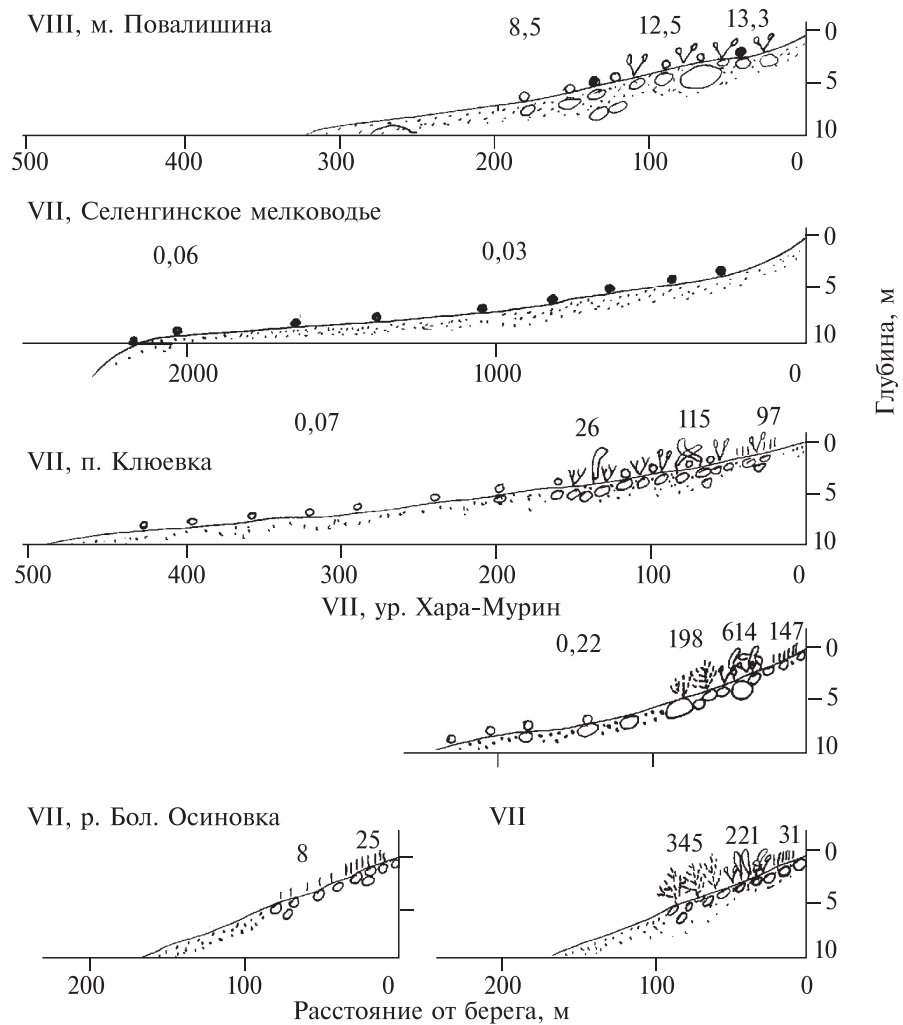 VIII, м. Повалишина
8,5 12,5 13,3
0
5
10
500 400 300 200 100 0
VII, Селенгинское мелководье
0,06 0,03
0
5
10
2000 1000 0
Глубина, м
0,07 26 115 97
VII, п. Клюевка
0
5
10
500 400 300 200 100 0
VII, ур. Хара-Мурин
0,22 198 614 147
0
5
10
VII, р. Бол. Осиновка
8 25
200 100 0
VII
345 221 31
0
5
10
200 100 0
Расстояние от берега, м